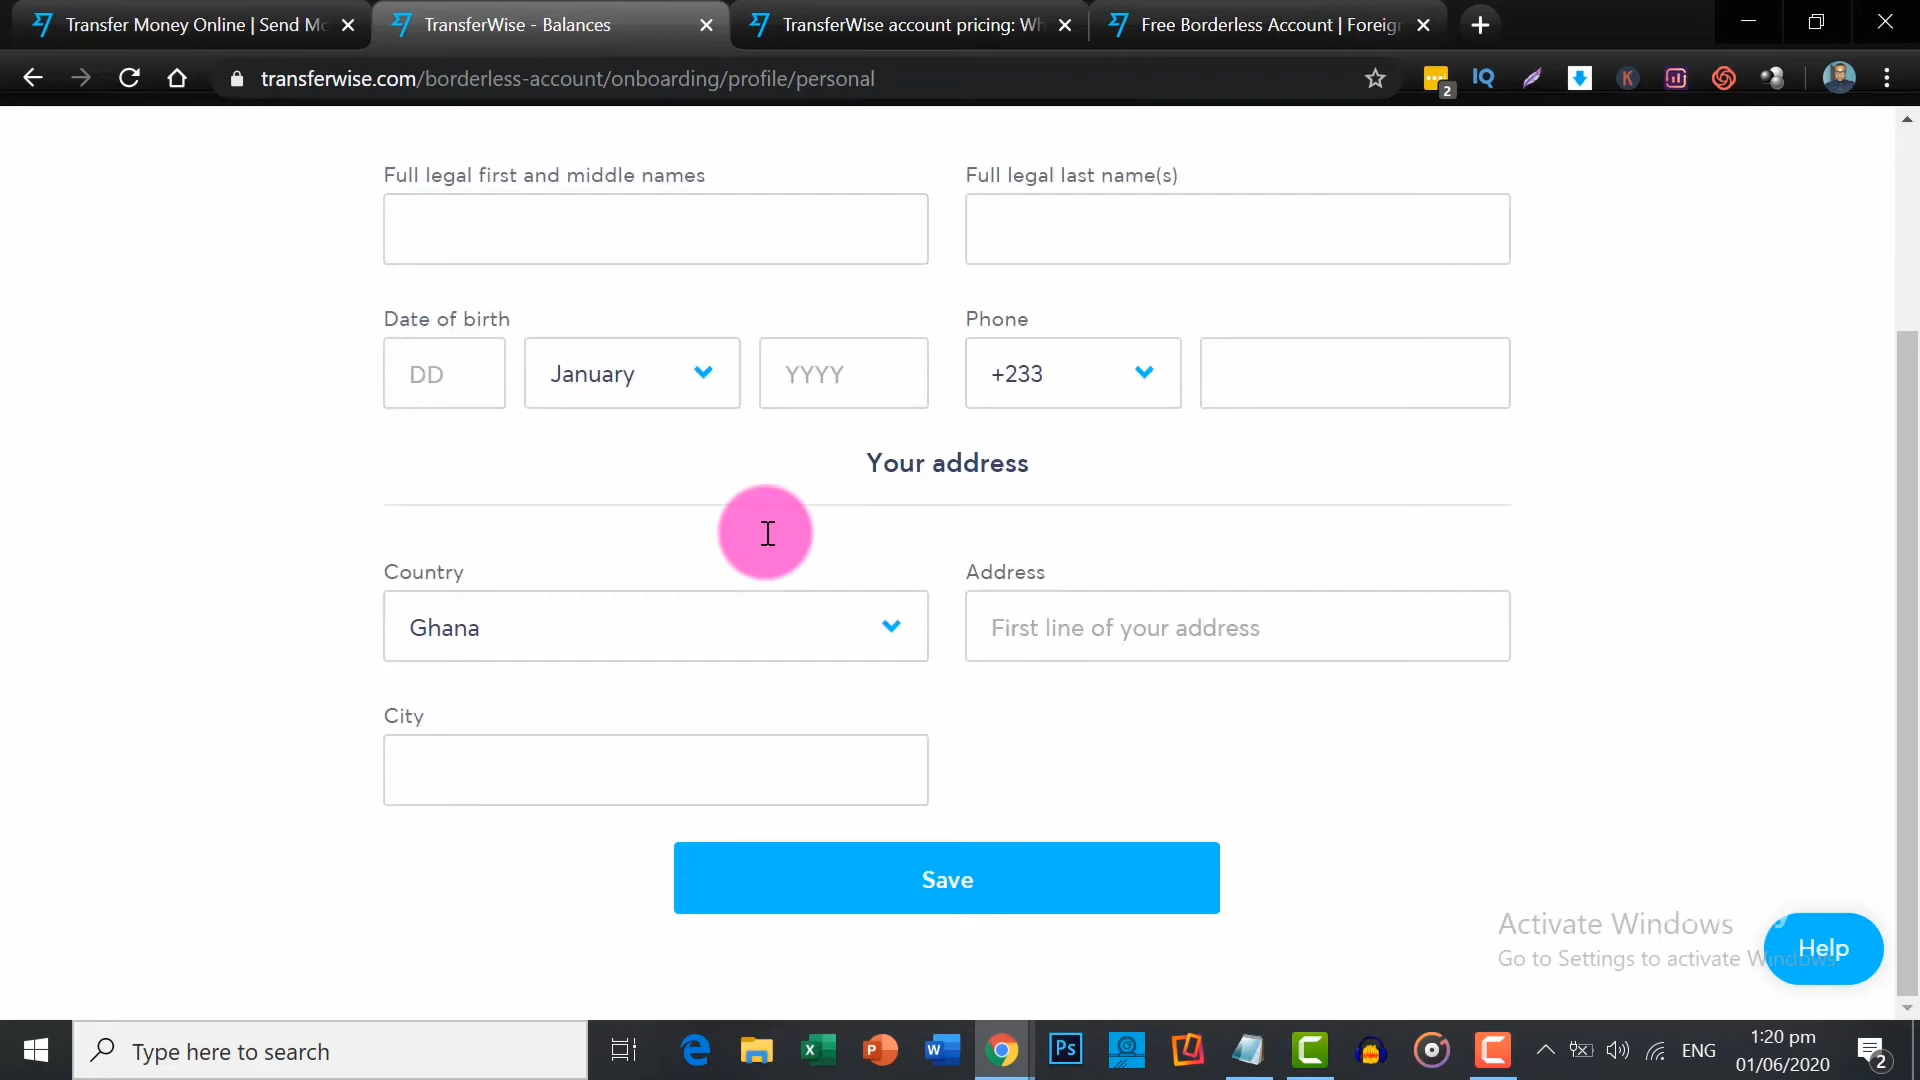 Transfer Money Online | Send Mo
TransferWise - Balances
TransferWise account pricing: Wh
Free Borderless Account | Foreig
transferwise.com/borderless-account/onboarding/profile/personal
2
IQ
K
Full legal first and middle names
Full legal last name(s)
Date of birth
Phone
DD
January
YYYY
+233
Your address
Country
Address
Ghana
First line of your address
City
Save
Activate Windows
Go to Settings to activate Windows.
Help
Type here to search
Ps
ENG
1:20 pm
01/06/2020
2